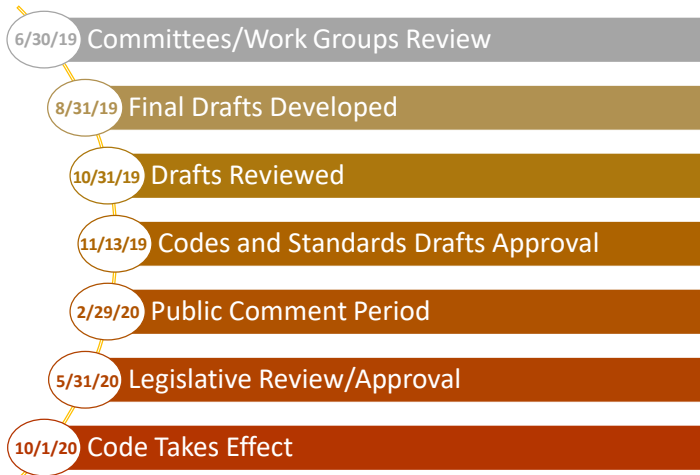 6/30/19 Committees/Work Groups Review
8/31/19 Final Drafts Developed
10/31/19 Drafts Reviewed
11/13/19 Codes and Standards Drafts Approval
2/29/20 Public Comment Period
5/31/20 Legislative Review/Approval
10/1/20 Code Takes Effect